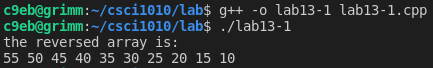 c9eb@grimm:~/csci1010/lab$ g++ -o lab13-1 lab13-1.cpp
c9eb@grimm:~/csci1010/lab$ ./lab13-1
the reversed array is:
55 50 45 40 35 30 25 20 15 10